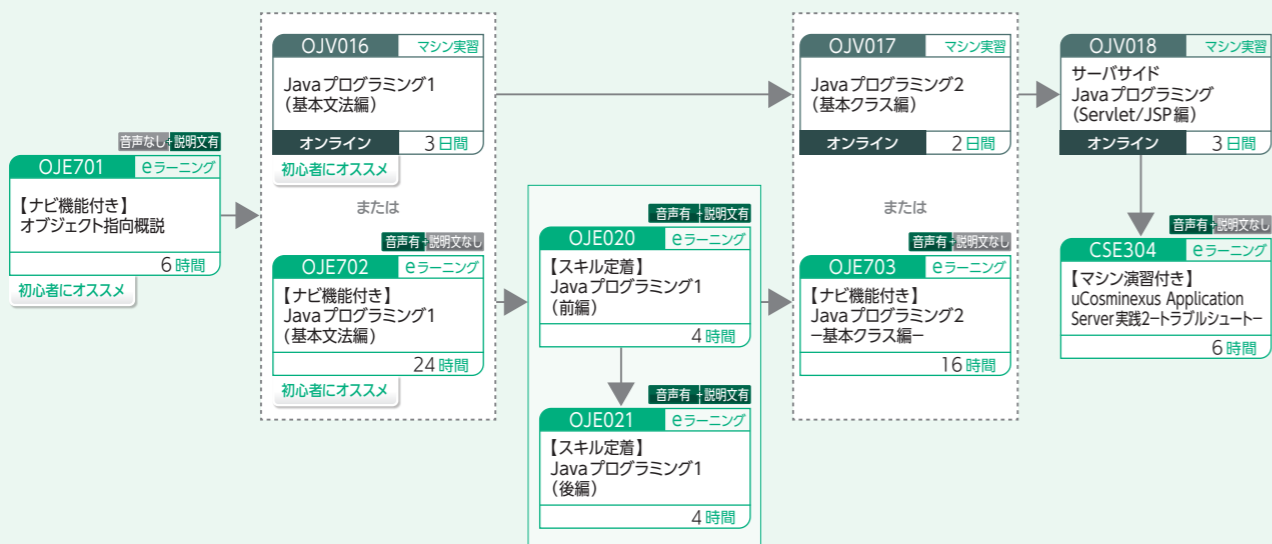 音声なし+説明文有
OJE701 eラーニング
【ナビ機能付き】
オブジェクト指向概説
6時間
初心者にオススメ
OJV016 マシン実習
Javaプログラミング1
(基本文法編)
オンライン 3日間
初心者にオススメ
または
音声有+説明文なし
OJE702 eラーニング
【ナビ機能付き】
Javaプログラミング1
(基本文法編)
24時間
初心者にオススメ
音声有+説明文有
OJE020 eラーニング
【スキル定着】
Javaプログラミング1
(前編)
4時間
音声有+説明文有
OJE021 eラーニング
【スキル定着】
Javaプログラミング1
(後編)
4時間
OJV017 マシン実習
Javaプログラミング2
(基本クラス編)
オンライン 2日間
または
音声有+説明文なし
OJE703 eラーニング
【ナビ機能付き】
Javaプログラミング2
−基本クラス編−
16時間
OJV018 マシン実習
サーバサイド
Javaプログラミング
(Servlet/JSP編)
オンライン 3日間
音声有+説明文なし
CSE304 eラーニング
【マシン演習付き】
uCosminexus Application
Server実践2−トラブルシュート−
6時間